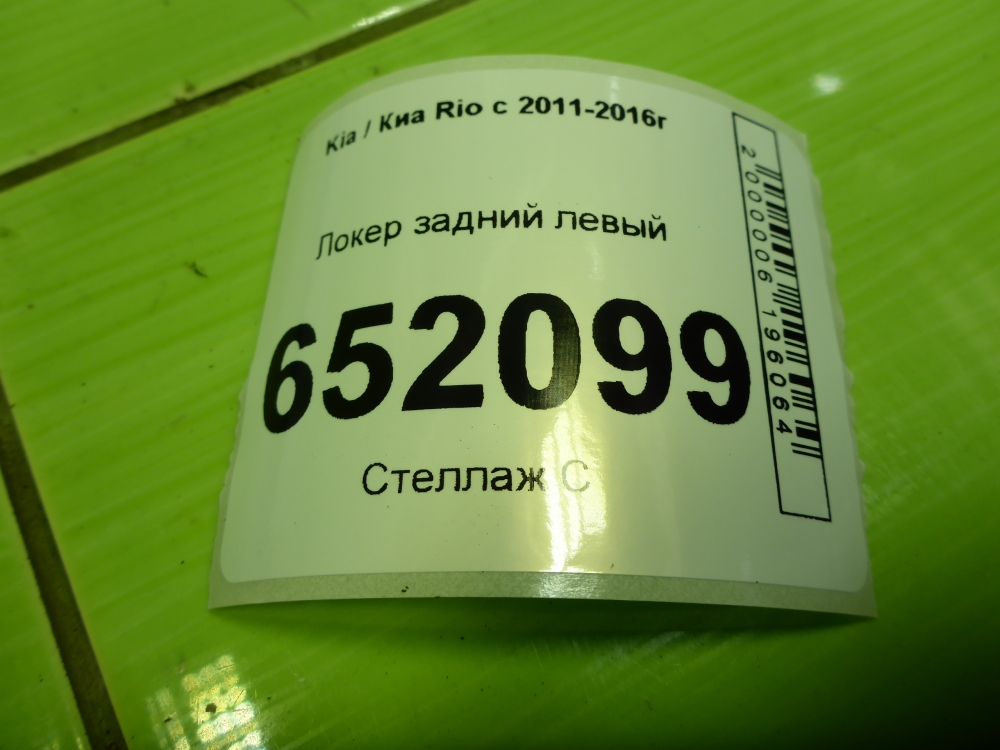 Kia / Киа Rio с 2011-2016г
Локер задний левый
652099
Стеллаж С
2000006196064